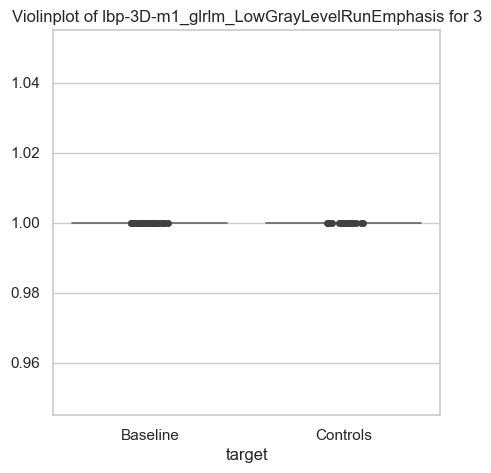 Violinplot of lbp-3D-m1_glrlm_LowGrayLevelRunEmphasis for 3
1.04
1.02
1.00
0.98
0.96
Baseline Controls
target